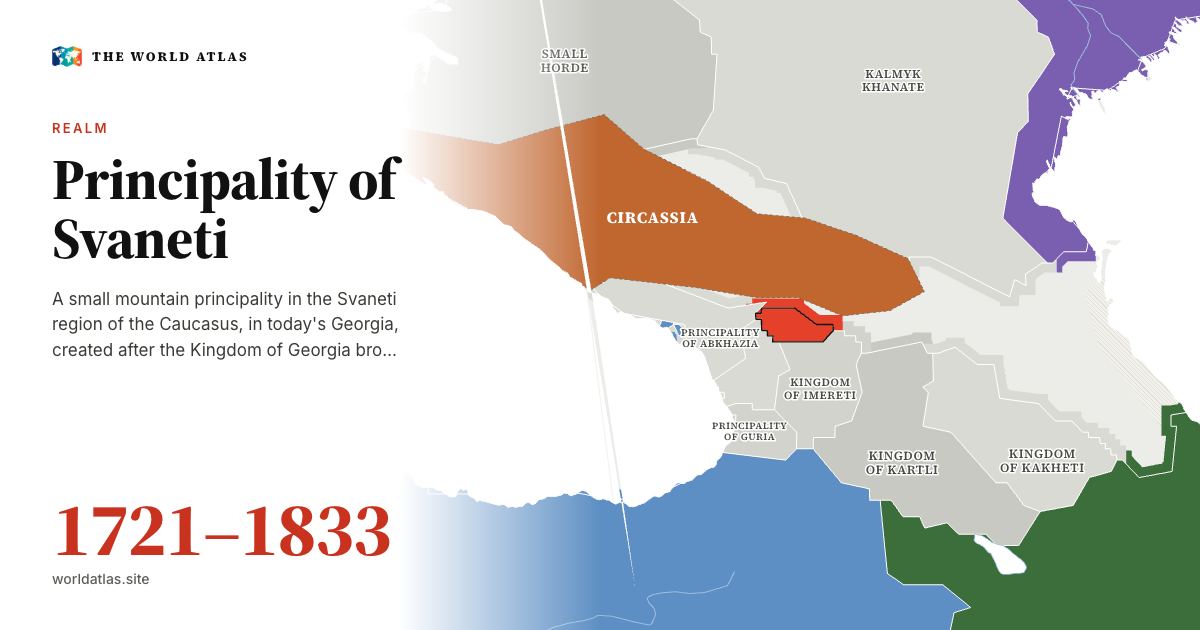 THE WORLD ATLAS
REALM
Principality of
Svaneti
A small mountain principality in the Svaneti
region of the Caucasus, in today's Georgia,
created after the Kingdom of Georgia bro...
1721–1833
worldatlas.site
SMALL
HORDE
KALMYK
KHANATE
CIRCASSIA
PRINCIPALITY
OF ABKHAZIA
KINGDOM
OF IMERETI
PRINCIPALITY
OF GURIA
KINGDOM
OF KARTLI
KINGDOM
OF KAKHETI